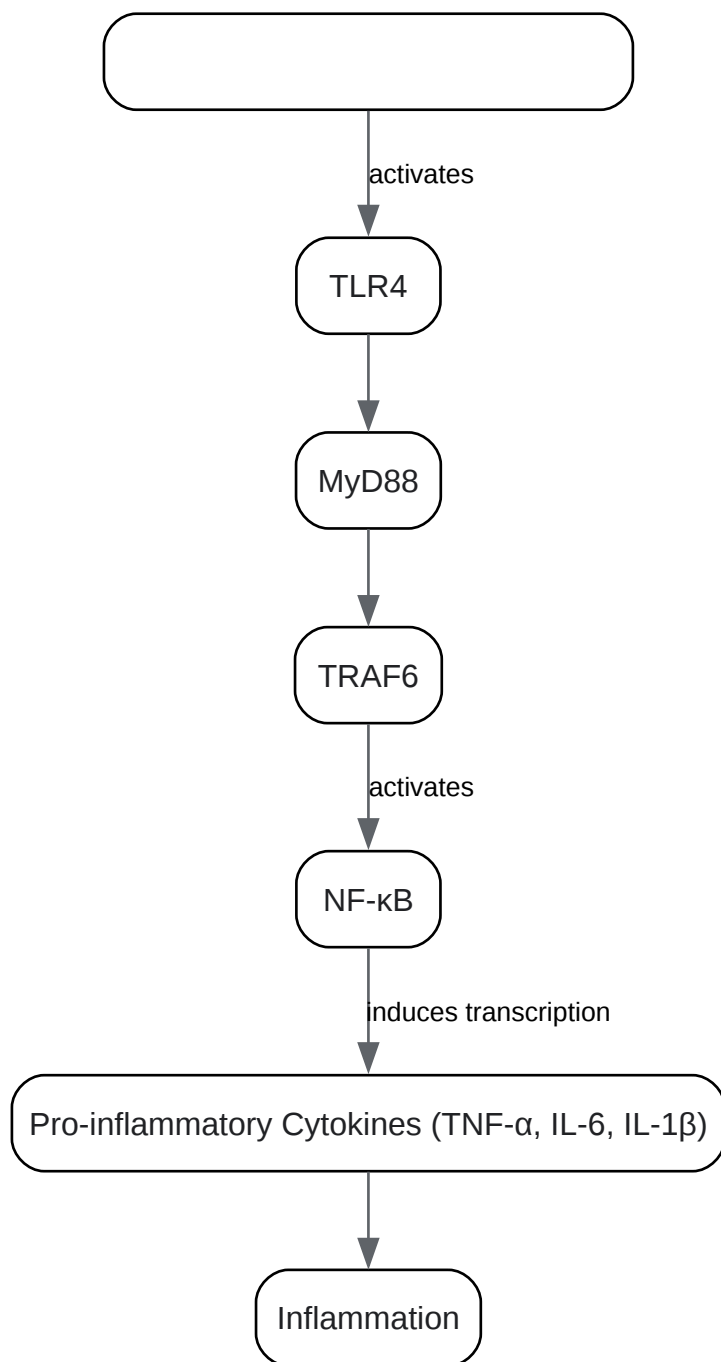 activates
TLR4
MyD88
TRAF6
activates
NF-κB
induces transcription
Pro-inflammatory Cytokines (TNF-α, IL-6, IL-1β)
Inflammation